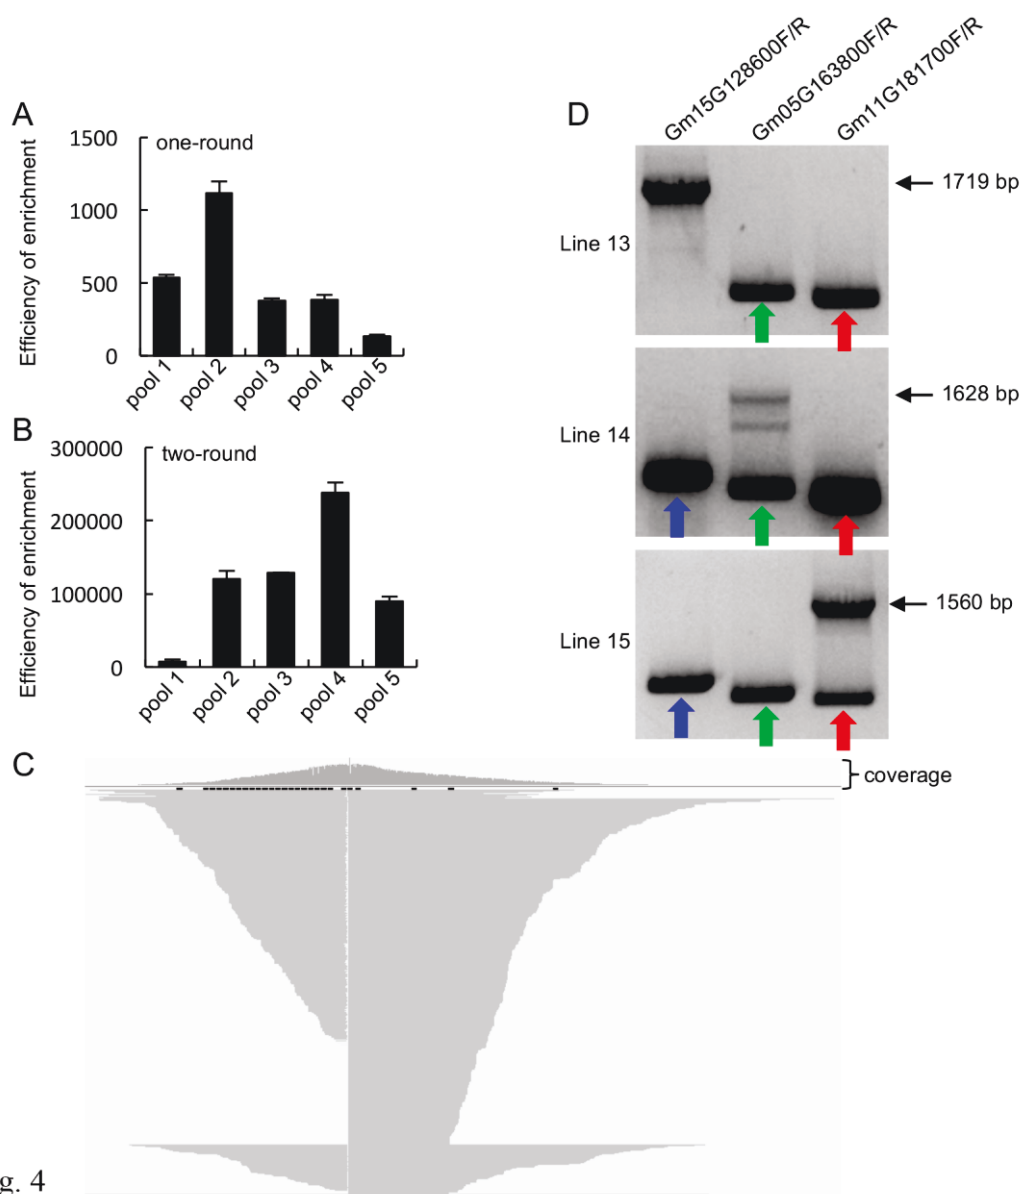 A
1500
1000
500
0
Efficiency of enrichment
one-round
pool 1
pool 2
pool 3
pool 4
pool 5
B
300000
200000
100000
0
Efficiency of enrichment
two-round
pool 1
pool 2
pool 3
pool 4
pool 5
C
coverage
D
Gm15G128600F/R
Gm05G163800F/R
Gm11G181700F/R
Line 13
1719 bp
Line 14
1628 bp
Line 15
1560 bp
g. 4